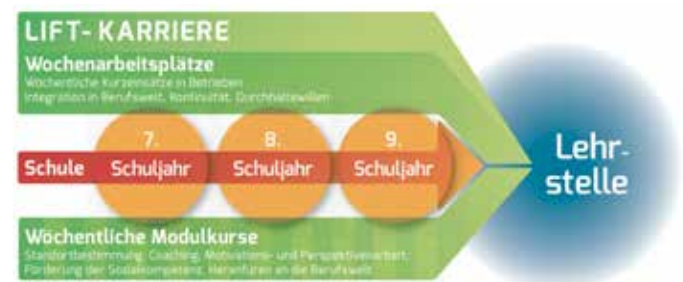 LIFT- KARRIERE
Wochenarbeitsplätze
Wöchentliche Kurzeinsätze in Betrieben
Integration in Berufswelt, Kontinuität, Durchhaltewillen
7.
8.
9.
Schule Schuljahr Schuljahr Schuljahr
Lehr-
stelle
Wöchentliche Modulkurse
Standortbestimmung, Coaching, Motivations- und Perspektivenarbeit,
Förderung der Sozialkompetenz, Heranführen an die Berufswelt